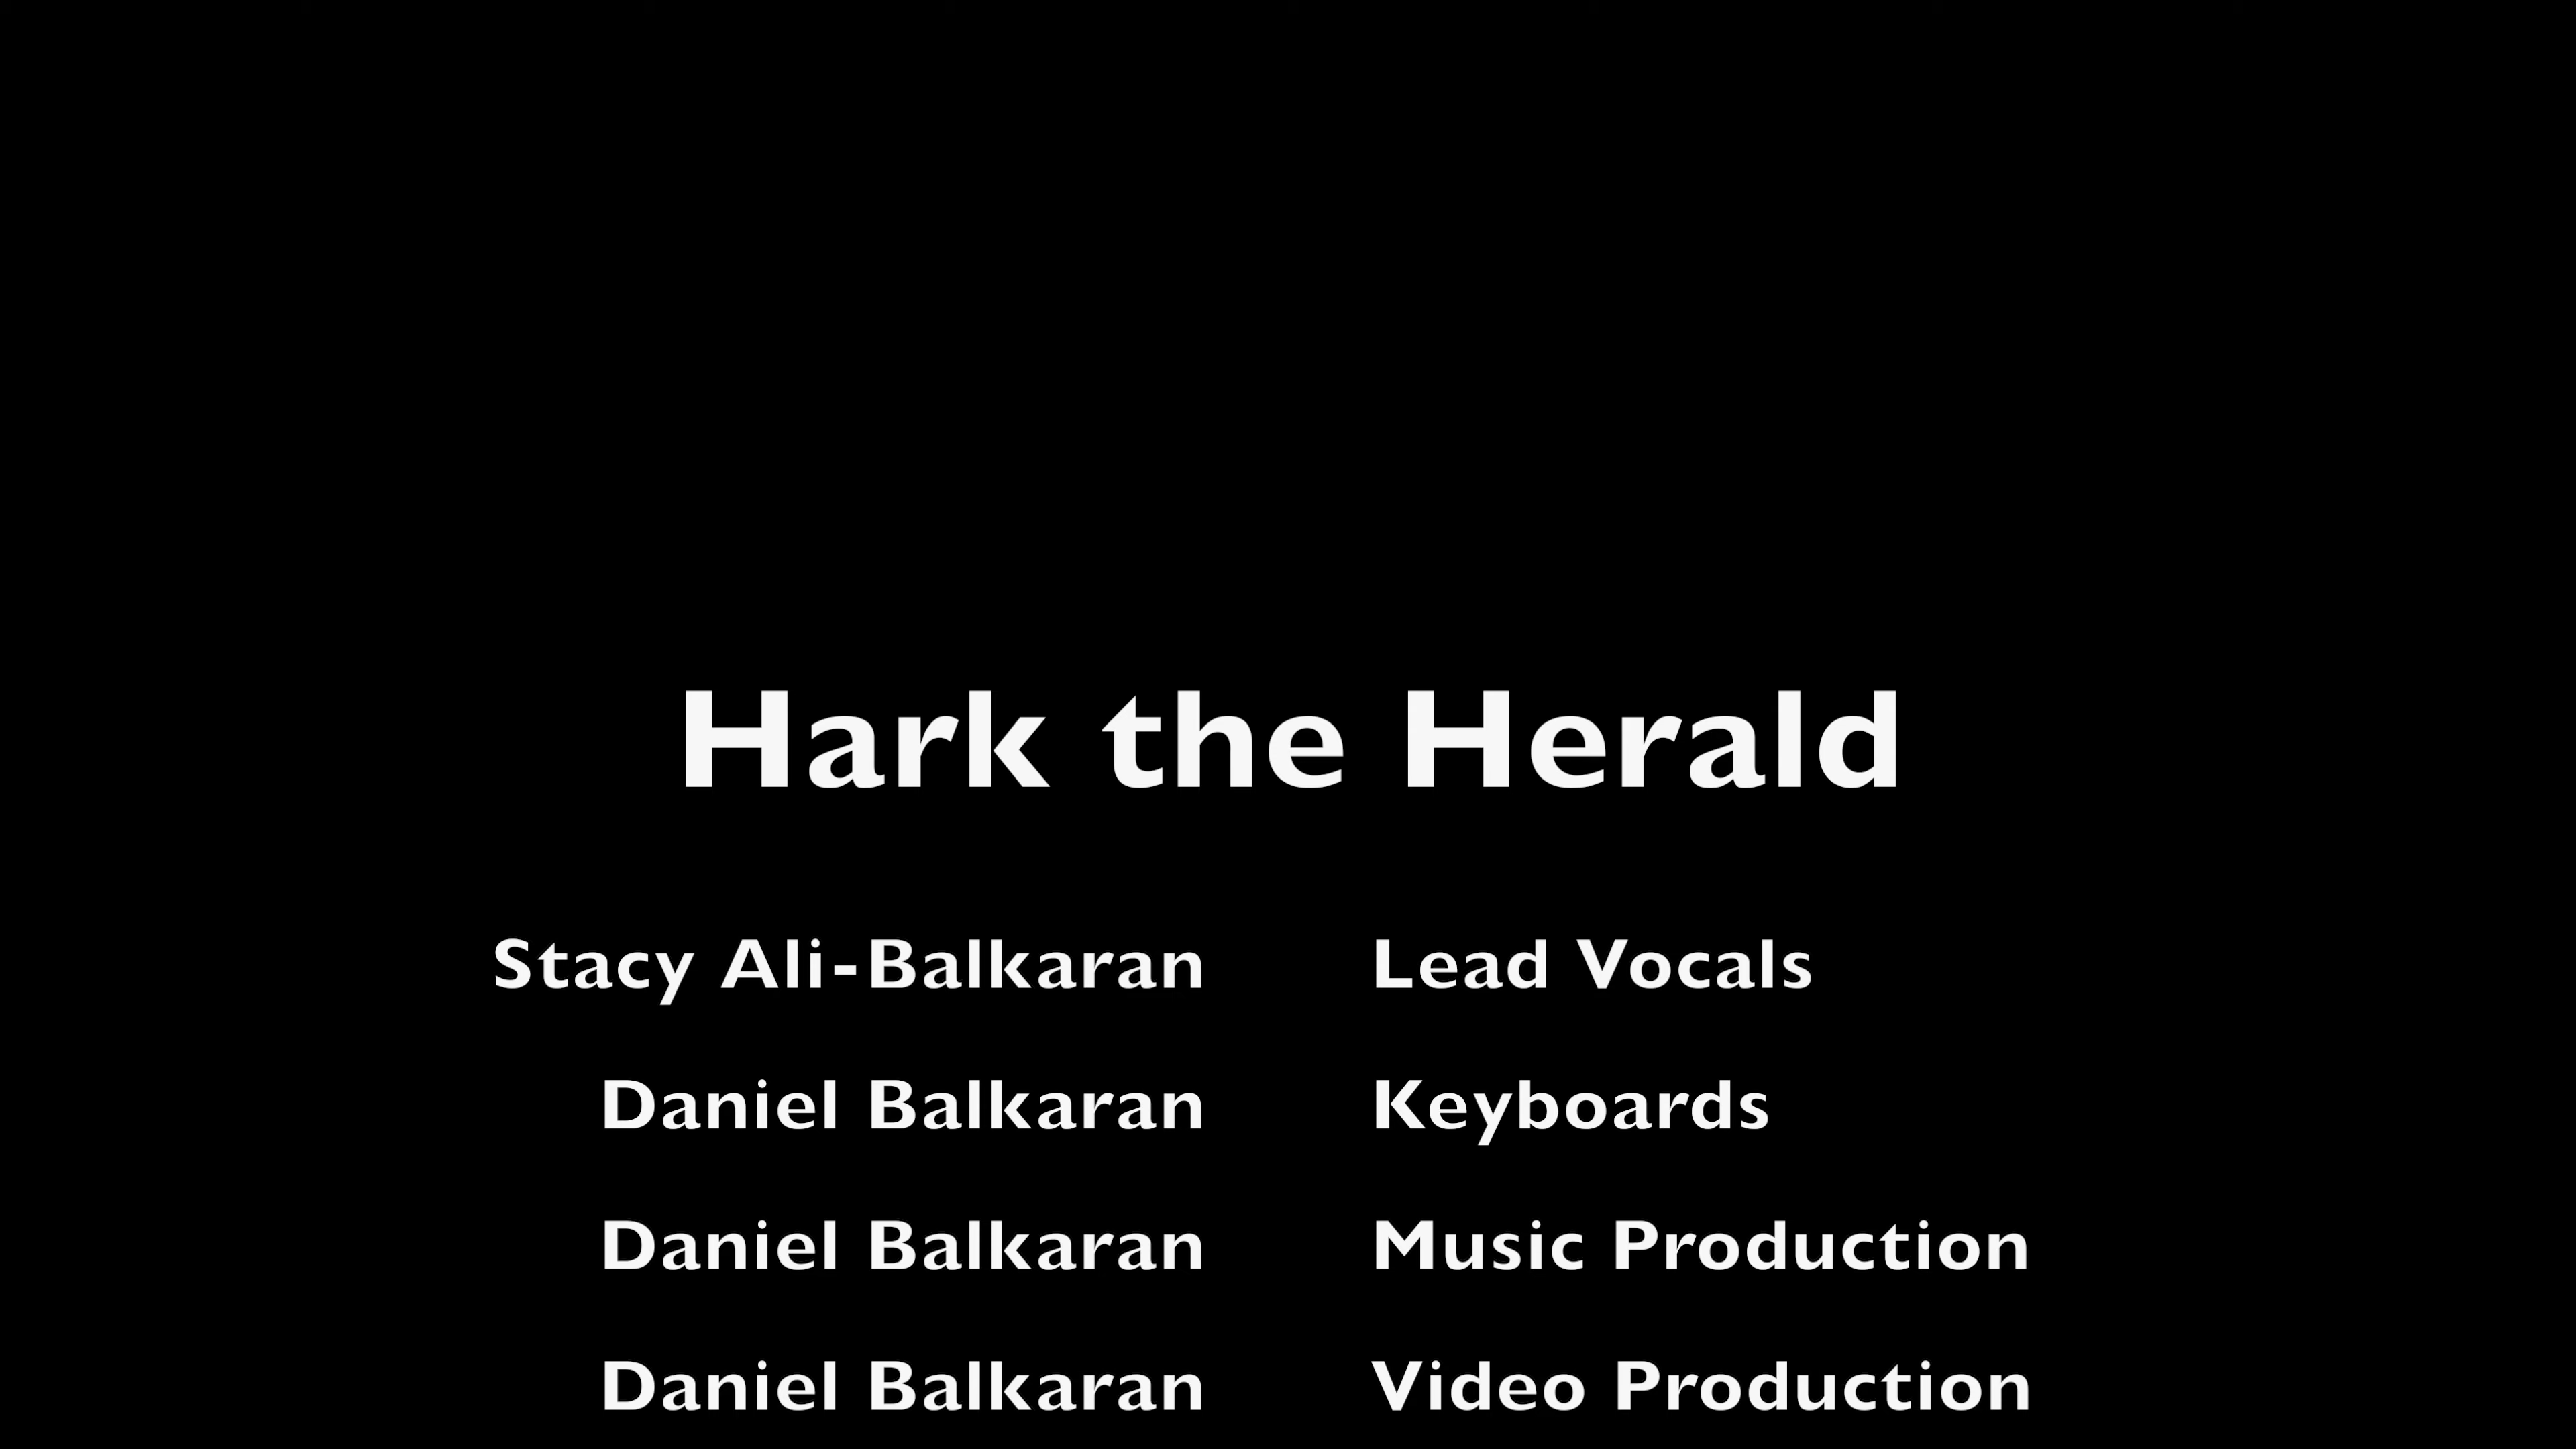 Hark the Herald
Stacy Ali-Balkaran Lead Vocals
Daniel Balkaran Keyboards
Daniel Balkaran Music Production
Daniel Balkaran Video Production